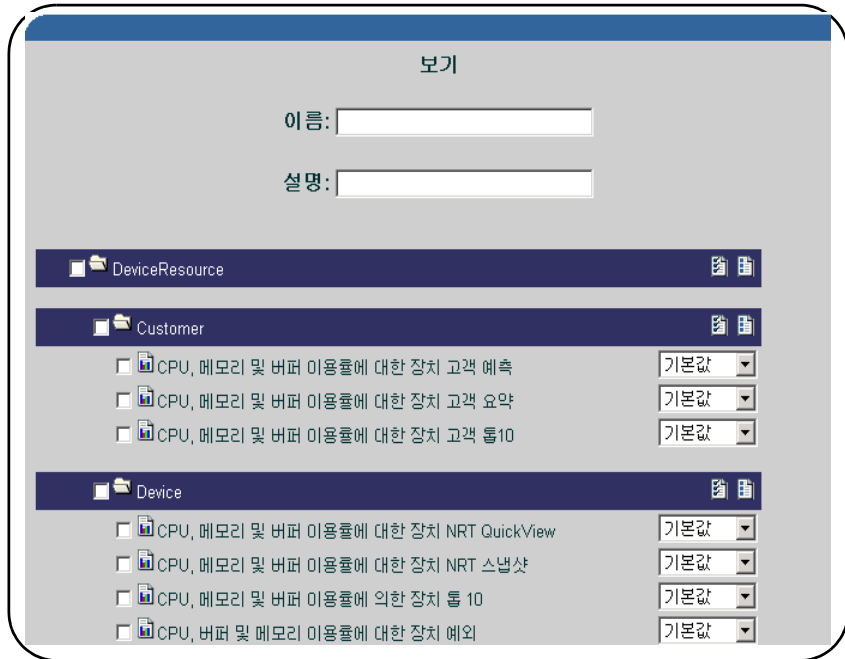 보기
이름:
설명:
DeviceResource
Customer
CPU, 메모리 및 버퍼 이용률에 대한 장치 고객 예측 기본값
CPU, 메모리 및 버퍼 이용률에 대한 장치 고객 요약 기본값
CPU, 메모리 및 버퍼 이용률에 대한 장치 고객 톱10 기본값
Device
CPU, 메모리 및 버퍼 이용률에 대한 장치 NRT QuickView 기본값
CPU, 메모리 및 버퍼 이용률에 대한 장치 NRT 스냅샷 기본값
CPU, 메모리 및 버퍼 이용률에 의한 장치 톱 10 기본값
CPU, 버퍼 및 메모리 이용률에 대한 장치 예외 기본값